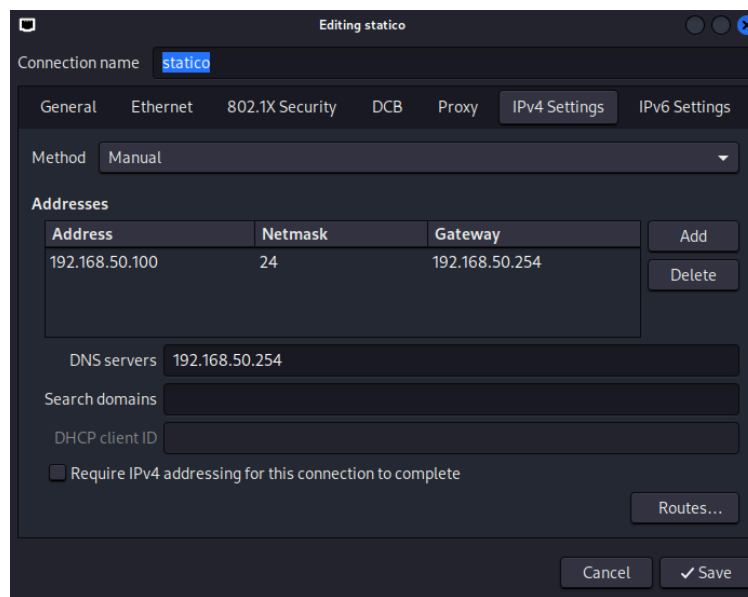 Editing statico
Connection name statico
General Ethernet 802.1X Security DCB Proxy IPv4 Settings IPv6 Settings
Method Manual
Addresses
Address Netmask Gateway
192.168.50.100 24 192.168.50.254
Add
Delete
DNS servers 192.168.50.254
Search domains
DHCP client ID
Require IPv4 addressing for this connection to complete
Routes...
Cancel Save